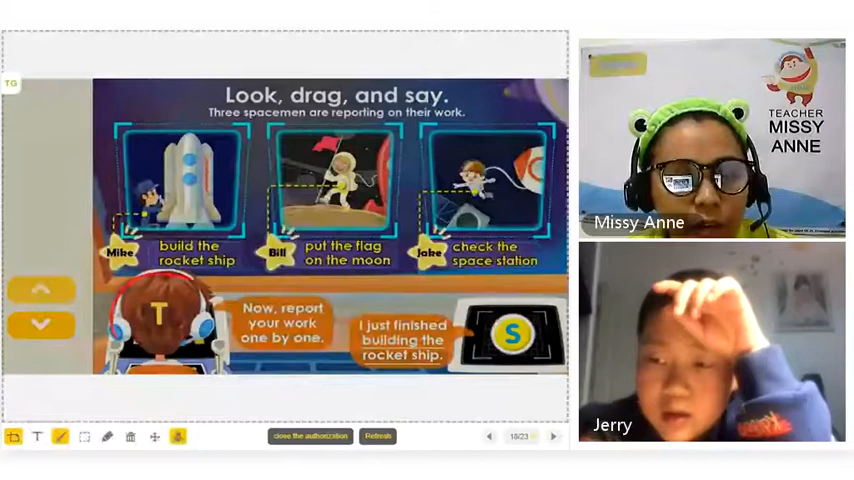 TG
Look, drag, and say.
Three spacemen are reporting on their work.
Mike
build the
rocket ship
Bill
put the flag
on the moon
Jake
check the
space station
T
Now, report
your work
one by one.
I just finished
building the
rocket ship.
S
T
close the authorization
Refresh
18/23
TEACHER
MISSY
ANNE
Missy Anne
Jerry